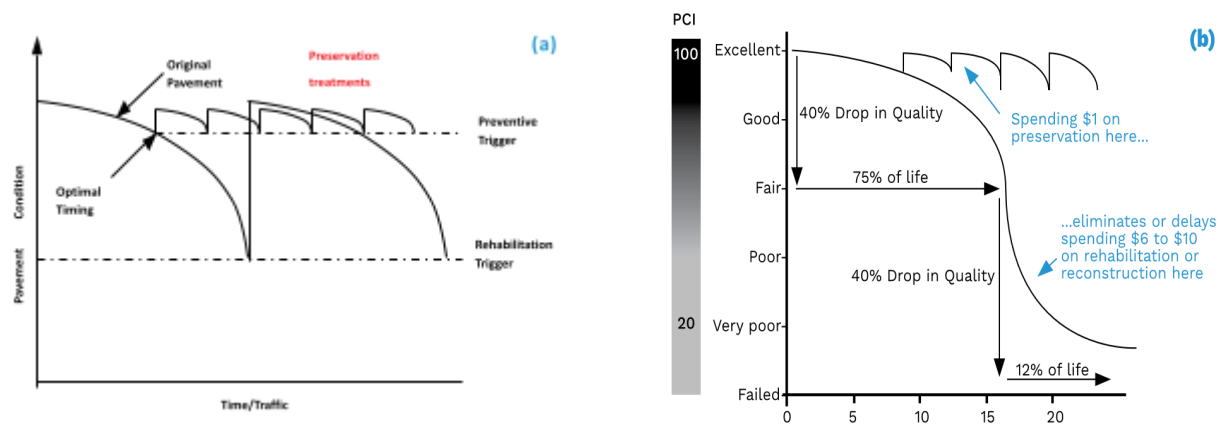 (a)
Preservation
treatments
Original
Pavement
Preventive
Trigger
Optimal
Timing
Rehabilitation
Trigger
Pavement Condition
Time/Traffic
(b)
PCI
100
20
Excellent
Good
Fair
Poor
Very poor
Failed
40% Drop in Quality
Spending $1 on
preservation here...
75% of life
...eliminates or delays
spending $6 to $10
on rehabilitation or
reconstruction here
40% Drop in Quality
12% of life
0 5 10 15 20